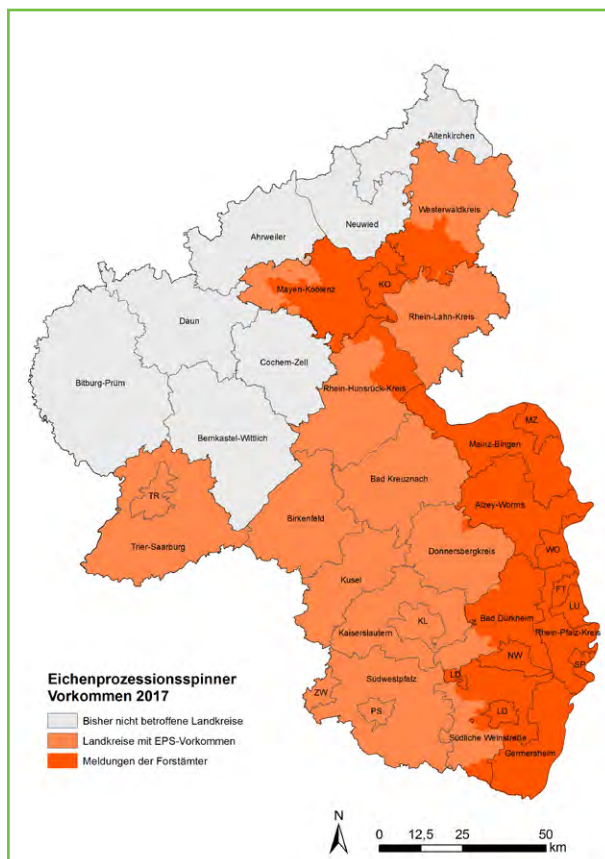 Altenkirchen
Westerwaldkreis
Neuwied
Ahrweiler
Mayen-Koblenz
KO
Rhein-Lahn-Kreis
Daun
Cochem-Zell
Bitburg-Prüm
Rhein-Hunsrück-Kreis
Bernkastel-Wittlich
MZ
Mainz-Bingen
Bad Kreuznach
TR
Alzey-Worms
Birkenfeld
Trier-Saarburg
Donnersbergkreis
WO
Kusel
FT
LU
Bad Dürkheim
KL
Kaiserslautern
Rhein-Pfalz-Kreis
NW
SP
LD
Südwestpfalz
ZW
PS
LD
Südliche Weinstraße
Germersheim
Eichenprozessionsspinner
Vorkommen 2017
Bisher nicht betroffene Landkreise
Landkreise mit EPS-Vorkommen
Meldungen der Forstämter
N
0 12,5 25 50
km